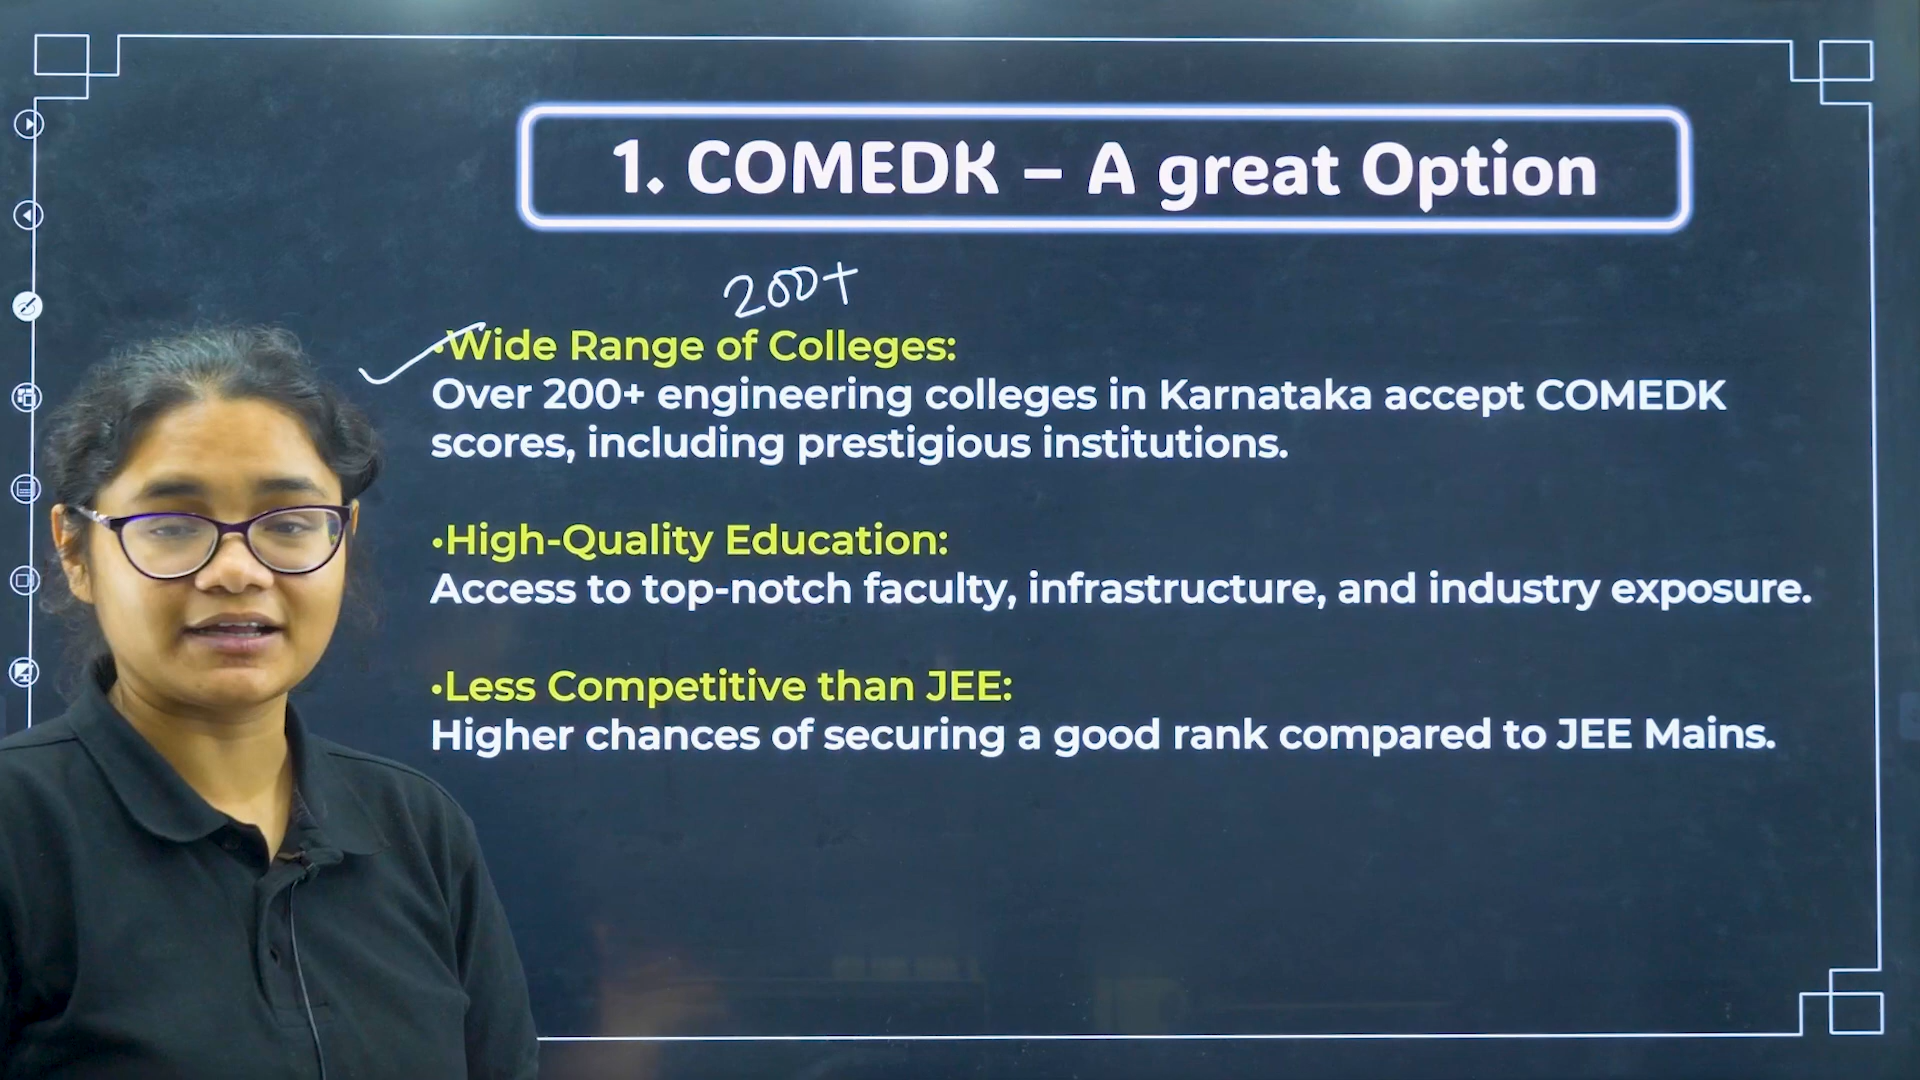 1. COMEDK – A great Option
200+
•Wide Range of Colleges:
Over 200+ engineering colleges in Karnataka accept COMEDK
scores, including prestigious institutions.
•High-Quality Education:
Access to top-notch faculty, infrastructure, and industry exposure.
•Less Competitive than JEE:
Higher chances of securing a good rank compared to JEE Mains.